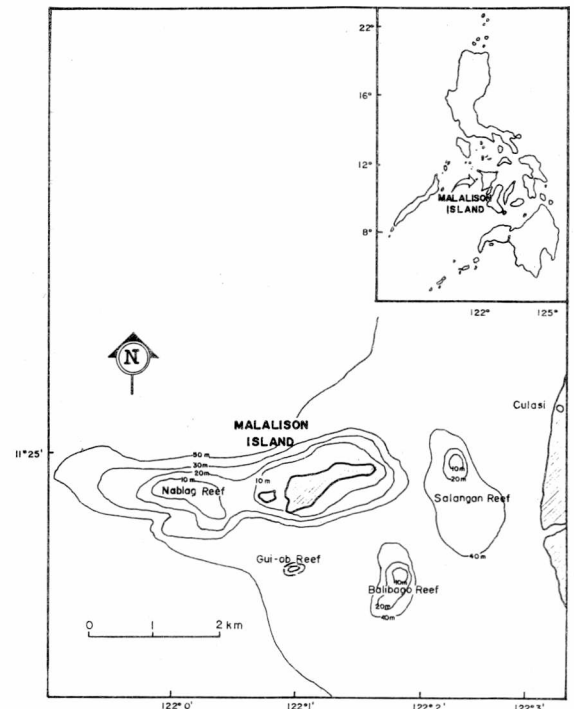 22°
16°
12°
8°
MALALISON
ISLAND
122°
125°
N
Culasi
MALALISON
ISLAND
11°25'
50m
30m
20m
10m
Nablag Reef
10m
10m
20m
Salangan Reef
40m
Gui-ob Reef
10m
Balibago Reef
20m
40m
0 1 2 km
122°0' 122°1' 122°2' 122°3'